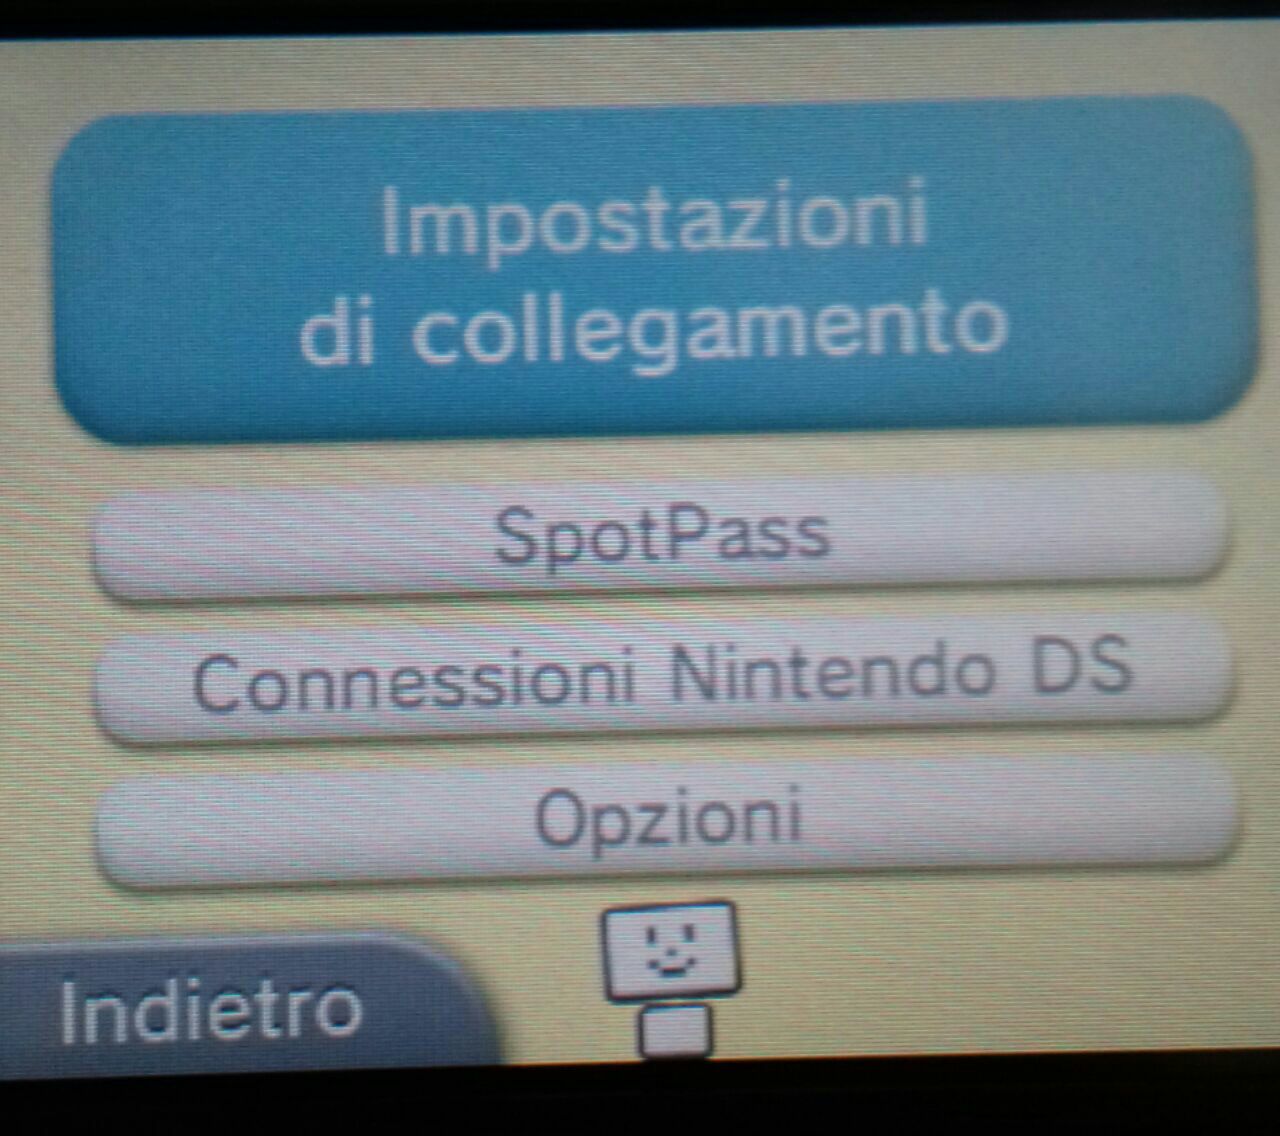 Impostazioni
di collegamento
SpotPass
Connessioni Nintendo DS
Opzioni
Indietro